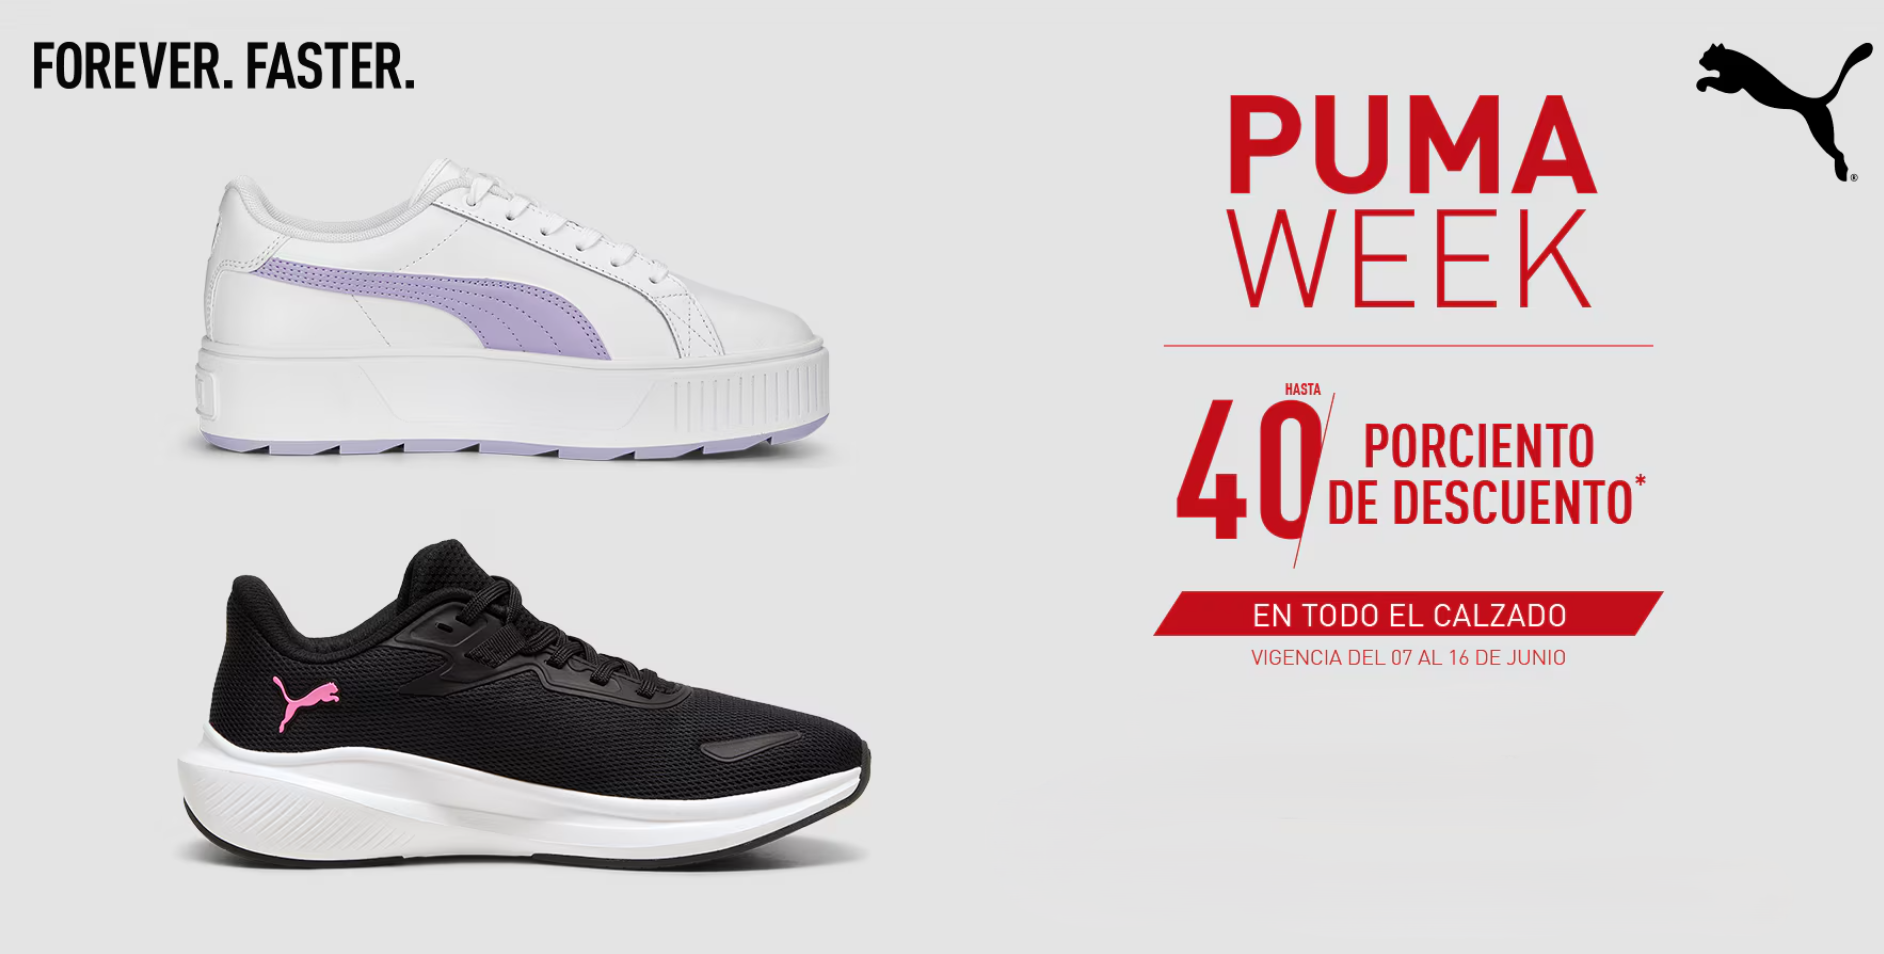 FOREVER. FASTER.
PUMA
WEEK
HASTA
40 PORCIENTO
DE DESCUENTO*
EN TODO EL CALZADO
VIGENCIA DEL 07 AL 16 DE JUNIO
®